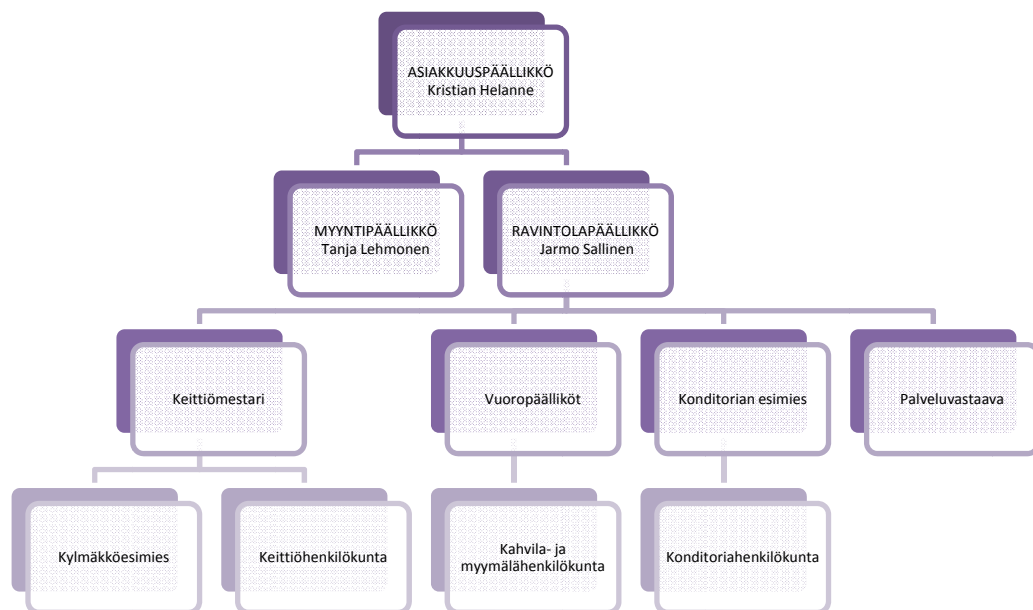 ASIAKKUUSPÄÄLLIKKÖ
Kristian Helanne
MYYNTIPÄÄLLIKKÖ
Tanja Lehmonen
RAVINTOLAPÄÄLLIKKÖ
Jarmo Sallinen
Keittiömestari
Vuoropäälliköt
Konditorian esimies
Palveluvastaava
Kylmäkköesimies
Keittiöhenkilökunta
Kahvila- ja
myymälähenkilökunta
Konditoriahenkilökunta